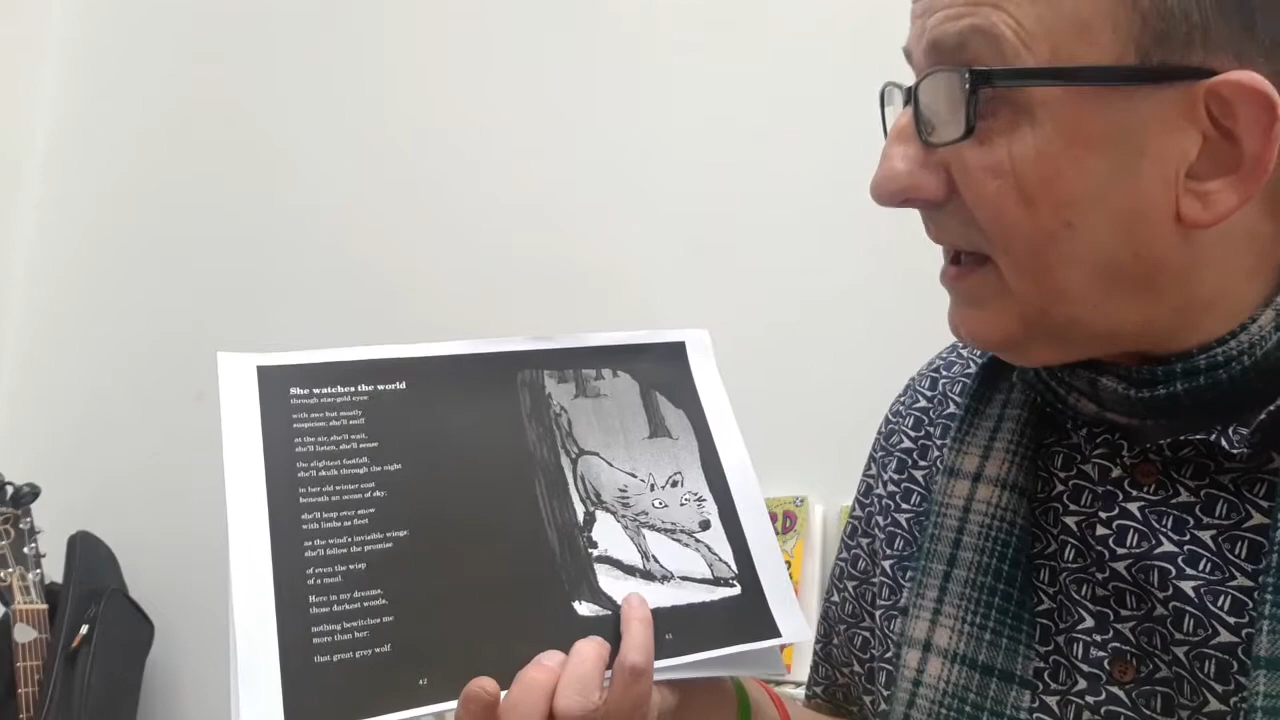 She watches the world
through star-gold eyes:
with awe but mostly
suspicion; she'll sniff
at the air, she'll wait,
she'll listen, she'll sense
the slightest footfall;
she'll skulk through the night
in her old winter coat
beneath an ocean of sky;
she'll leap over snow
with limbs as fleet
as the wind's invisible wings;
she'll follow the promise
of even the wisp
of a meal.
Here in my dreams,
those darkest woods,
nothing bewitches me
more than her:
that great grey wolf.
42
43
RD